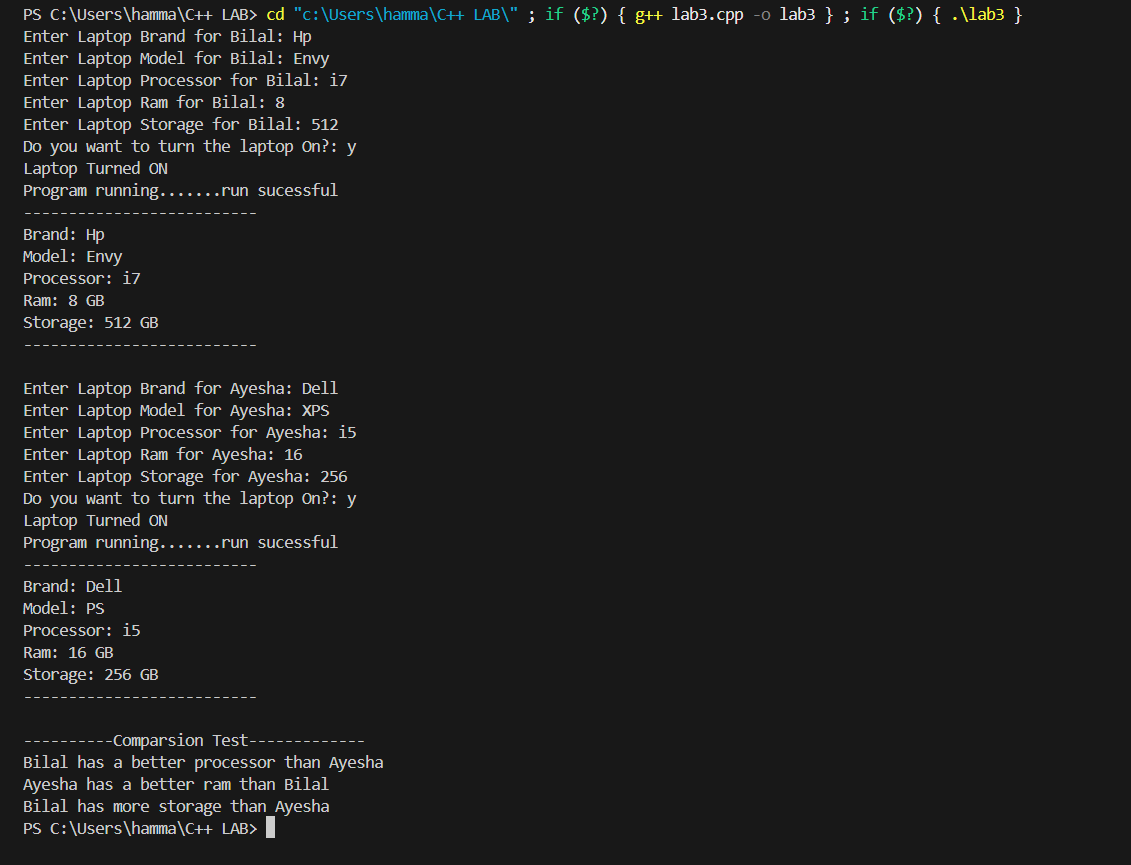 PS C:\Users\hamma\C++ LAB> cd "c:\Users\hamma\C++ LAB\" ; if ($?) { g++ lab3.cpp -o lab3 } ; if ($?) { .\lab3 }
Enter Laptop Brand for Bilal: Hp
Enter Laptop Model for Bilal: Envy
Enter Laptop Processor for Bilal: i7
Enter Laptop Ram for Bilal: 8
Enter Laptop Storage for Bilal: 512
Do you want to turn the laptop On?: y
Laptop Turned ON
Program running.......run sucessful
--------------------------
Brand: Hp
Model: Envy
Processor: i7
Ram: 8 GB
Storage: 512 GB
--------------------------

Enter Laptop Brand for Ayesha: Dell
Enter Laptop Model for Ayesha: XPS
Enter Laptop Processor for Ayesha: i5
Enter Laptop Ram for Ayesha: 16
Enter Laptop Storage for Ayesha: 256
Do you want to turn the laptop On?: y
Laptop Turned ON
Program running.......run sucessful
--------------------------
Brand: Dell
Model: PS
Processor: i5
Ram: 16 GB
Storage: 256 GB
--------------------------

----------Comparsion Test-------------
Bilal has a better processor than Ayesha
Ayesha has a better ram than Bilal
Bilal has more storage than Ayesha
PS C:\Users\hamma\C++ LAB>